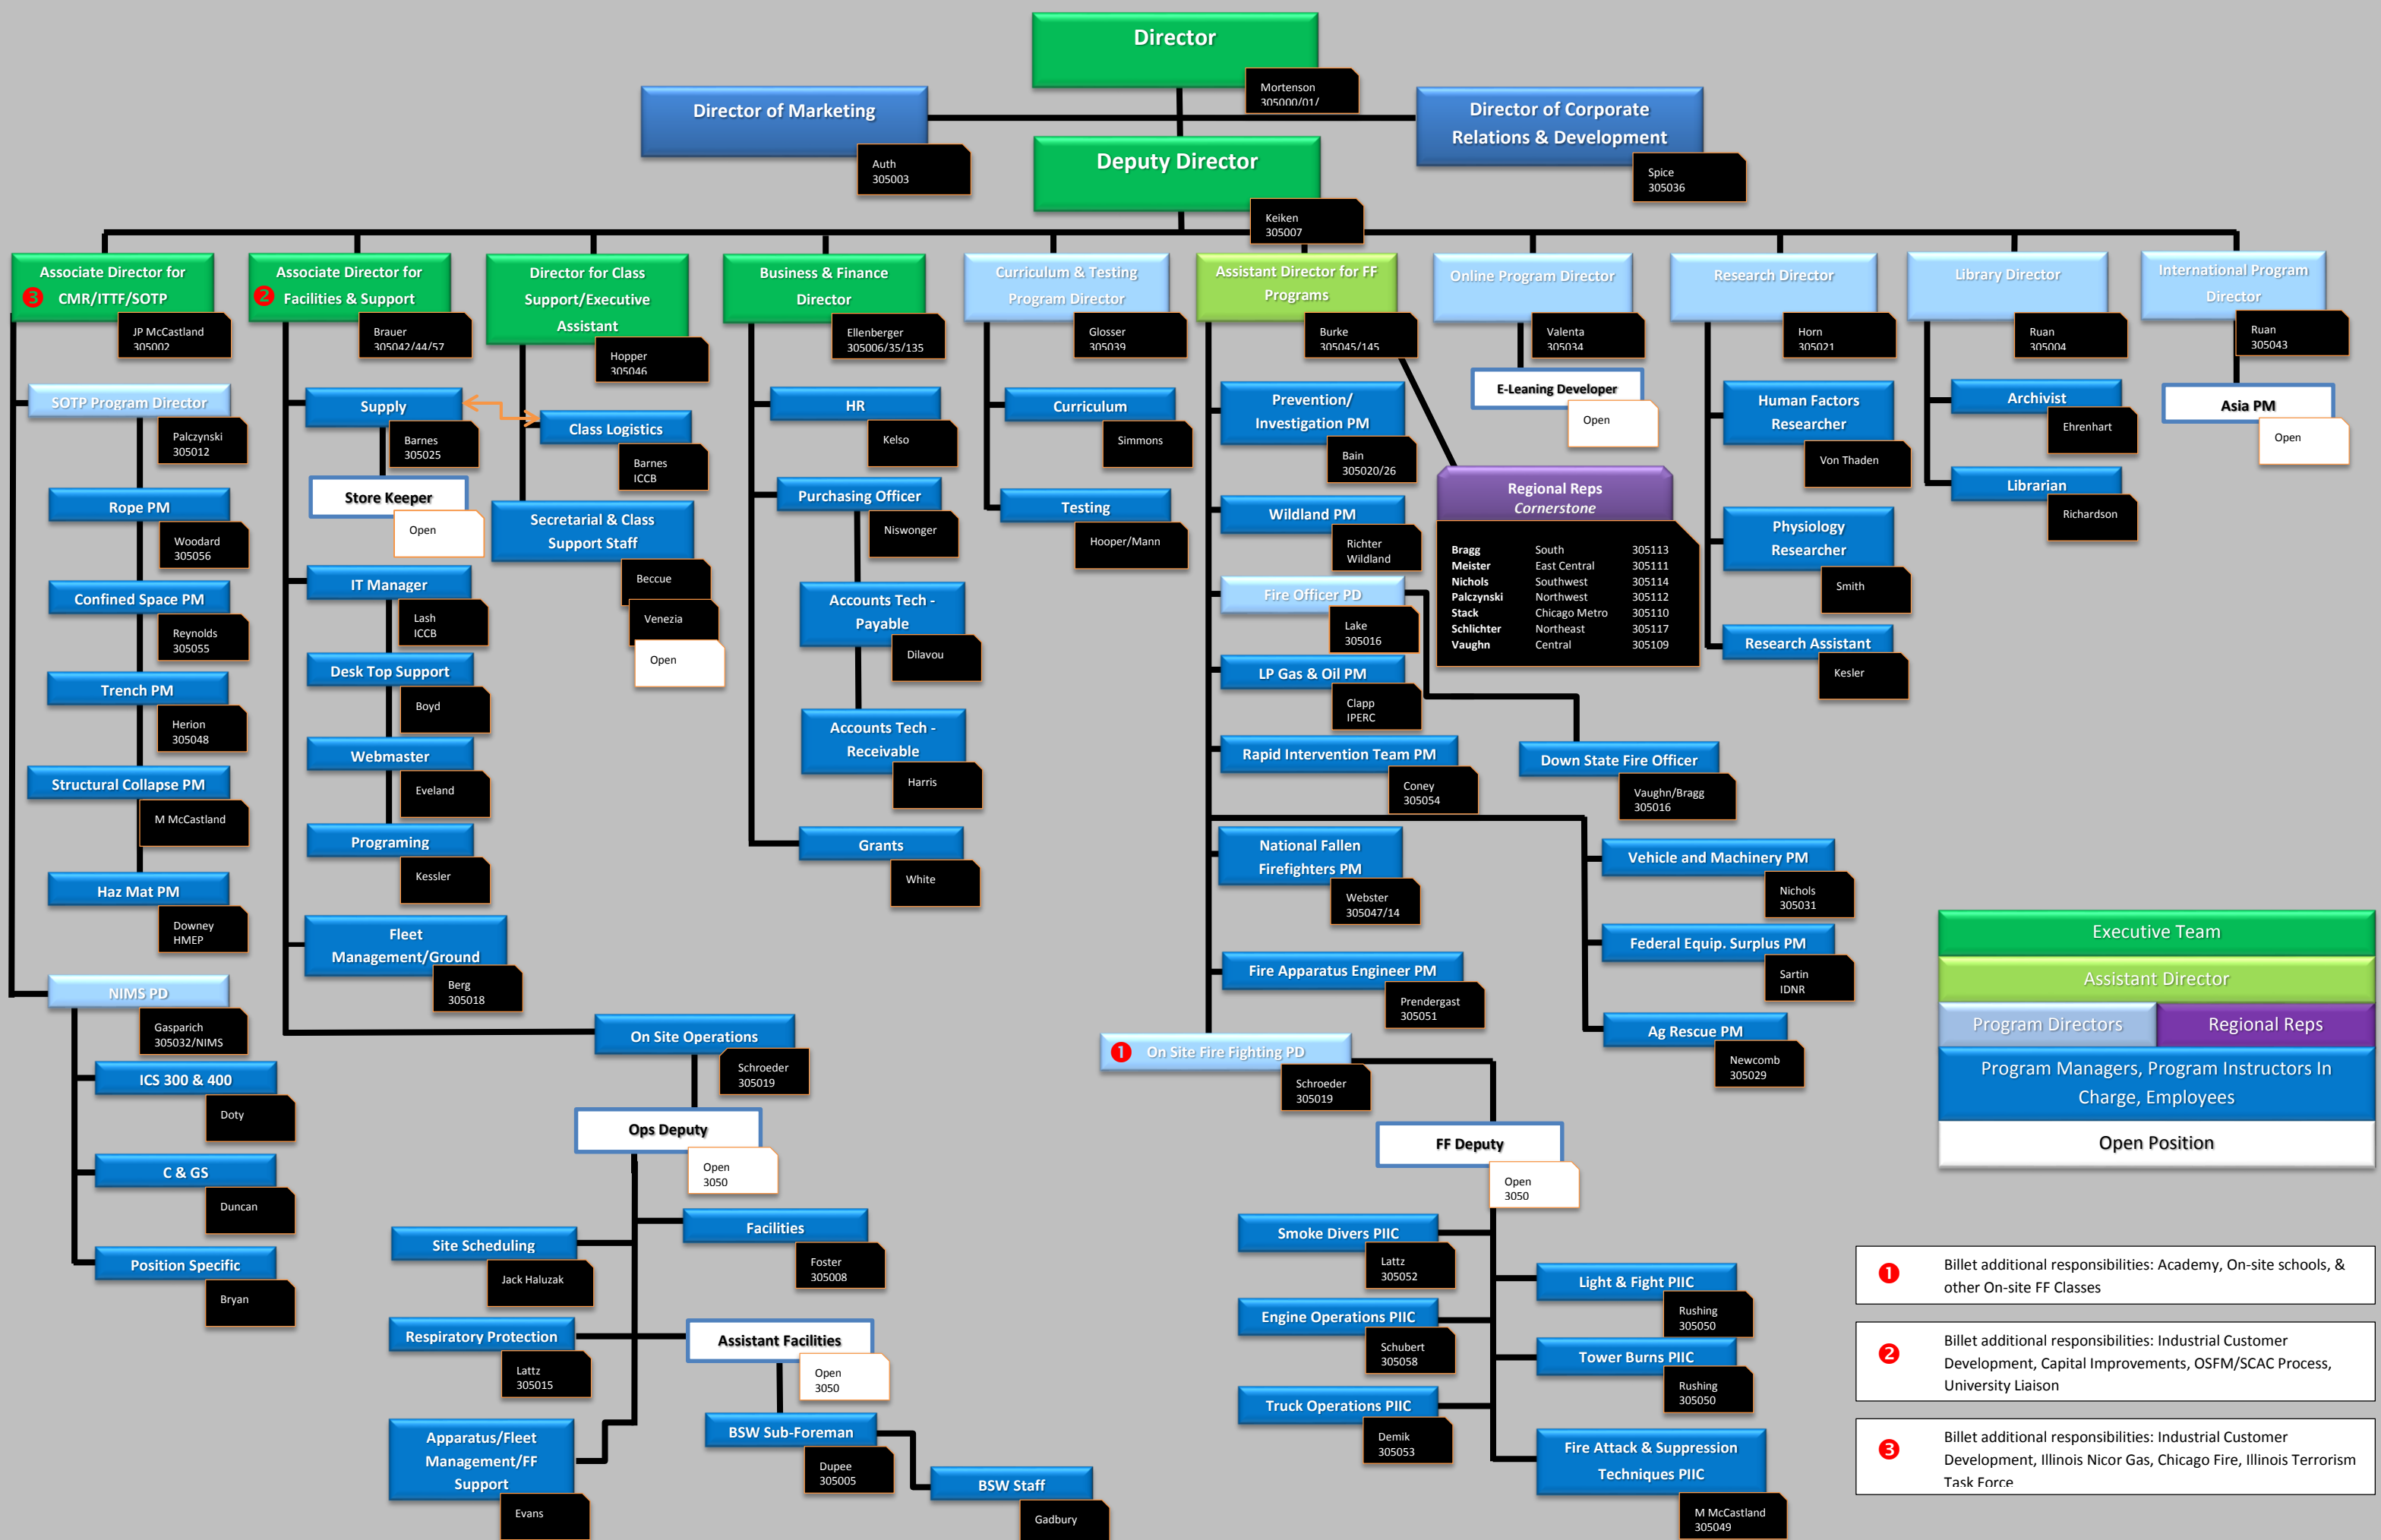 Director
Mortenson
305000/01/
Director of Marketing
Auth
305003
Director of Corporate
Relations & Development
Spice
305036
Deputy Director
Keiken
305007
Associate Director for
❸ CMR/ITTF/SOTP
JP McCastland
305002
SOTP Program Director
Palczynski
305012
Rope PM
Woodard
305056
Confined Space PM
Reynolds
305055
Trench PM
Herion
305048
Structural Collapse PM
M McCastland
Haz Mat PM
Downey
HMEP
NIMS PD
Gasparich
305032/NIMS
ICS 300 & 400
Doty
C & GS
Duncan
Position Specific
Bryan
Associate Director for
❷ Facilities & Support
Brauer
305042/44/57
Supply
Barnes
305025
Store Keeper
Open
IT Manager
Lash
ICCB
Desk Top Support
Boyd
Webmaster
Eveland
Programing
Kessler
Fleet
Management/Ground
Berg
305018
On Site Operations
Schroeder
305019
Ops Deputy
Open
3050
Site Scheduling
Jack Haluzak
Facilities
Foster
305008
Respiratory Protection
Lattz
305015
Assistant Facilities
Open
3050
Apparatus/Fleet
Management/FF
Support
Evans
BSW Sub-Foreman
Dupee
305005
BSW Staff
Gadbury
Director for Class
Support/Executive
Assistant
Hopper
305046
Class Logistics
Barnes
ICCB
Secretarial & Class
Support Staff
Beccue
Venezia
Open
Business & Finance
Director
Ellenberger
305006/35/135
HR
Kelso
Purchasing Officer
Niswonger
Accounts Tech -
Payable
Dilavou
Accounts Tech -
Receivable
Harris
Grants
White
Curriculum & Testing
Program Director
Glosser
305039
Curriculum
Simmons
Testing
Hooper/Mann
Assistant Director for FF
Programs
Burke
305045/145
Prevention/
Investigation PM
Bain
305020/26
Wildland PM
Richter
Wildland
Fire Officer PD
Lake
305016
LP Gas & Oil PM
Clapp
IPERC
Rapid Intervention Team PM
Coney
305054
Down State Fire Officer
Vaughn/Bragg
305016
National Fallen
Firefighters PM
Webster
305047/14
Fire Apparatus Engineer PM
Prendergast
305051
Vehicle and Machinery PM
Nichols
305031
Federal Equip. Surplus PM
Sartin
IDNR
Ag Rescue PM
Newcomb
305029
❶ On Site Fire Fighting PD
Schroeder
305019
FF Deputy
Open
3050
Smoke Divers PIIC
Lattz
305052
Light & Fight PIIC
Rushing
305050
Engine Operations PIIC
Schubert
305058
Tower Burns PIIC
Rushing
305050
Truck Operations PIIC
Demik
305053
Fire Attack & Suppression
Techniques PIIC
M McCastland
305049
Regional Reps
Cornerstone
Bragg South 305113
Meister East Central 305111
Nichols Southwest 305114
Palczynski Northwest 305112
Stack Chicago Metro 305110
Schlichter Northeast 305117
Vaughn Central 305109
Online Program Director
Valenta
305034
E-Leaning Developer
Open
Research Director
Horn
305021
Human Factors
Researcher
Von Thaden
Physiology
Researcher
Smith
Research Assistant
Kesler
Library Director
Ruan
305004
Archivist
Ehrenhart
Librarian
Richardson
International Program
Director
Ruan
305043
Asia PM
Open
Executive Team
Assistant Director
Program Directors Regional Reps
Program Managers, Program Instructors In
Charge, Employees
Open Position
❶ Billet additional responsibilities: Academy, On-site schools, &
other On-site FF Classes
❷ Billet additional responsibilities: Industrial Customer
Development, Capital Improvements, OSFM/SCAC Process,
University Liaison
❸ Billet additional responsibilities: Industrial Customer
Development, Illinois Nicor Gas, Chicago Fire, Illinois Terrorism
Task Force